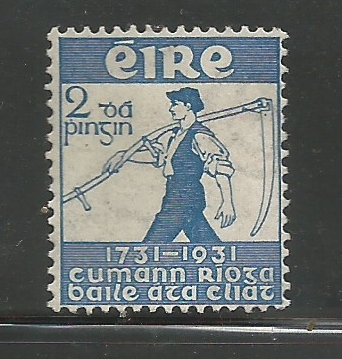 éire
2 dá
pingin
1731–1931
cumann ríoga
baile áta cliat